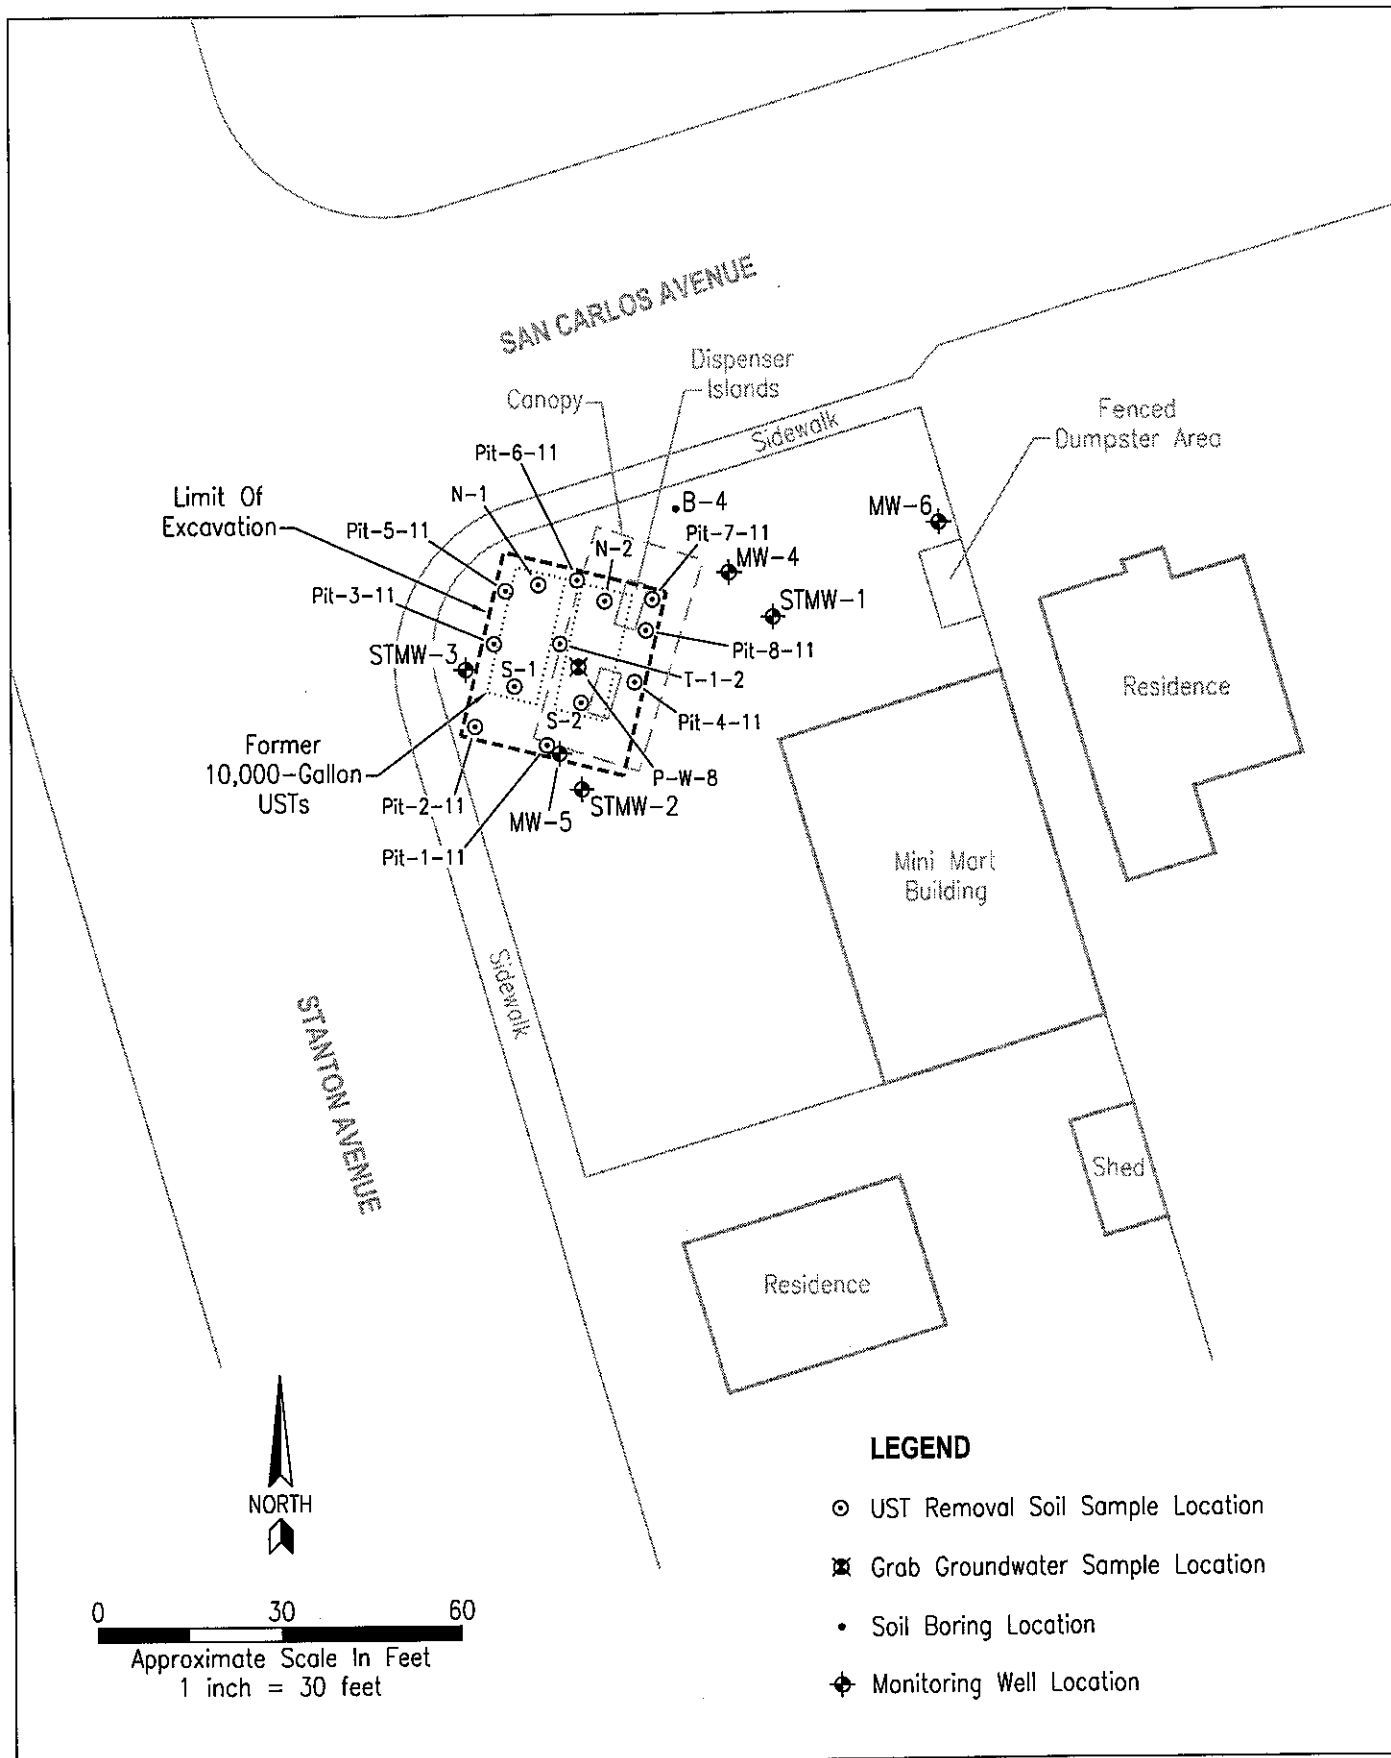 SAN CARLOS AVENUE
Dispenser
Islands
Canopy
Fenced
Dumpster Area
Sidewalk
Pit-6-11
Limit Of
Excavation
N-1
B-4
MW-6
Pit-5-11
Pit-7-11
N-2
MW-4
Pit-3-11
STMW-1
STMW-3
Pit-8-11
S-1
T-1-2
Residence
S-2
Pit-4-11
Former
10,000-Gallon
USTs
P-W-8
Pit-2-11
MW-5
STMW-2
Pit-1-11
Mini Mart
Building
Sidewalk
STANTON AVENUE
Shed
Residence
NORTH
LEGEND
UST Removal Soil Sample Location
Grab Groundwater Sample Location
Soil Boring Location
Monitoring Well Location
0 30 60
Approximate Scale In Feet
1 inch = 30 feet